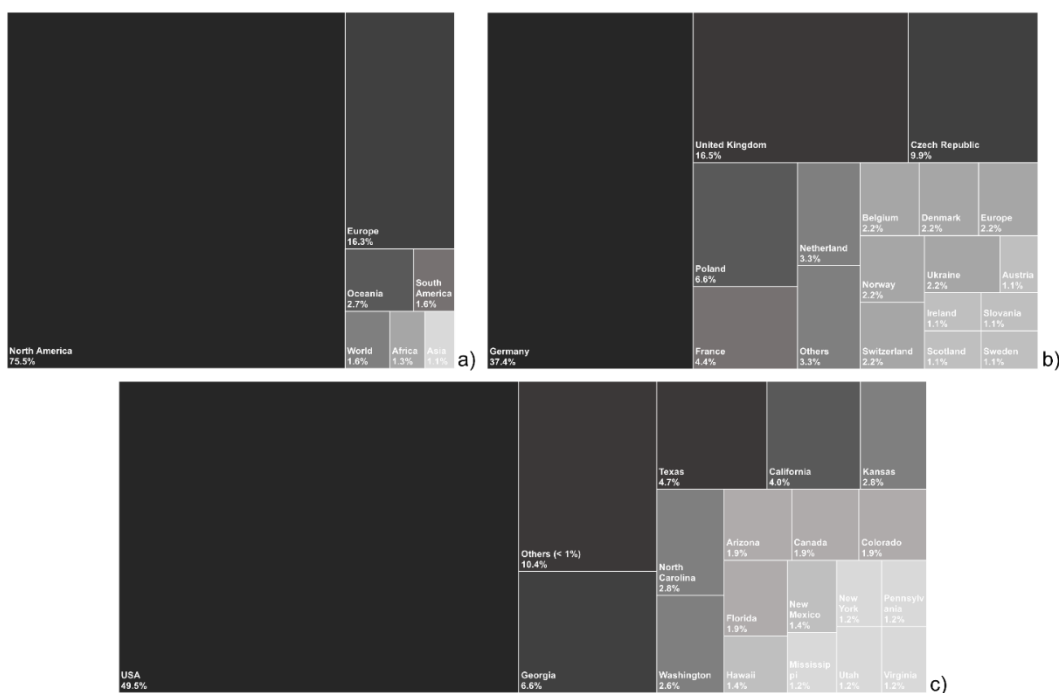 North America
75.5%
Europe
16.3%
Oceania
2.7%
South
America
1.6%
World
1.6%
Africa
1.3%
Asia
1.1%
a)
Germany
37.4%
United Kingdom
16.5%
Czech Republic
9.9%
Poland
6.6%
France
4.4%
Netherland
3.3%
Others
3.3%
Belgium
2.2%
Denmark
2.2%
Europe
2.2%
Norway
2.2%
Switzerland
2.2%
Ukraine
2.2%
Austria
1.1%
Ireland
1.1%
Slovania
1.1%
Scotland
1.1%
Sweden
1.1%
b)
USA
49.5%
Others (< 1%)
10.4%
Georgia
6.6%
Texas
4.7%
California
4.0%
Kansas
2.8%
North
Carolina
2.8%
Washington
2.6%
Arizona
1.9%
Canada
1.9%
Colorado
1.9%
Florida
1.9%
Hawaii
1.4%
New
Mexico
1.4%
Mississip
pi
1.2%
New
York
1.2%
Pennsylv
ania
1.2%
Utah
1.2%
Virginia
1.2%
c)